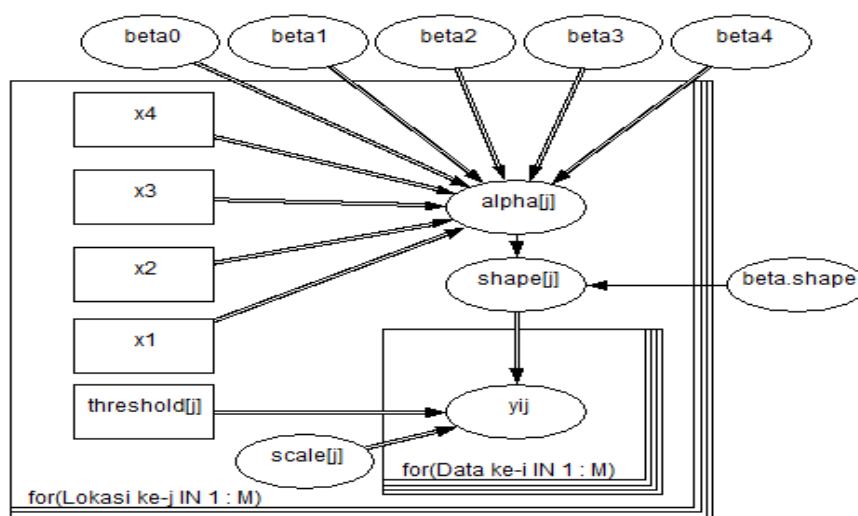 beta0
beta1
beta2
beta3
beta4
x4
x3
alpha[j]
x2
shape[j]
beta.shape
x1
threshold[j]
yij
scale[j]
for(Data ke-i IN 1 : M)
for(Lokasi ke-j IN 1 : M)